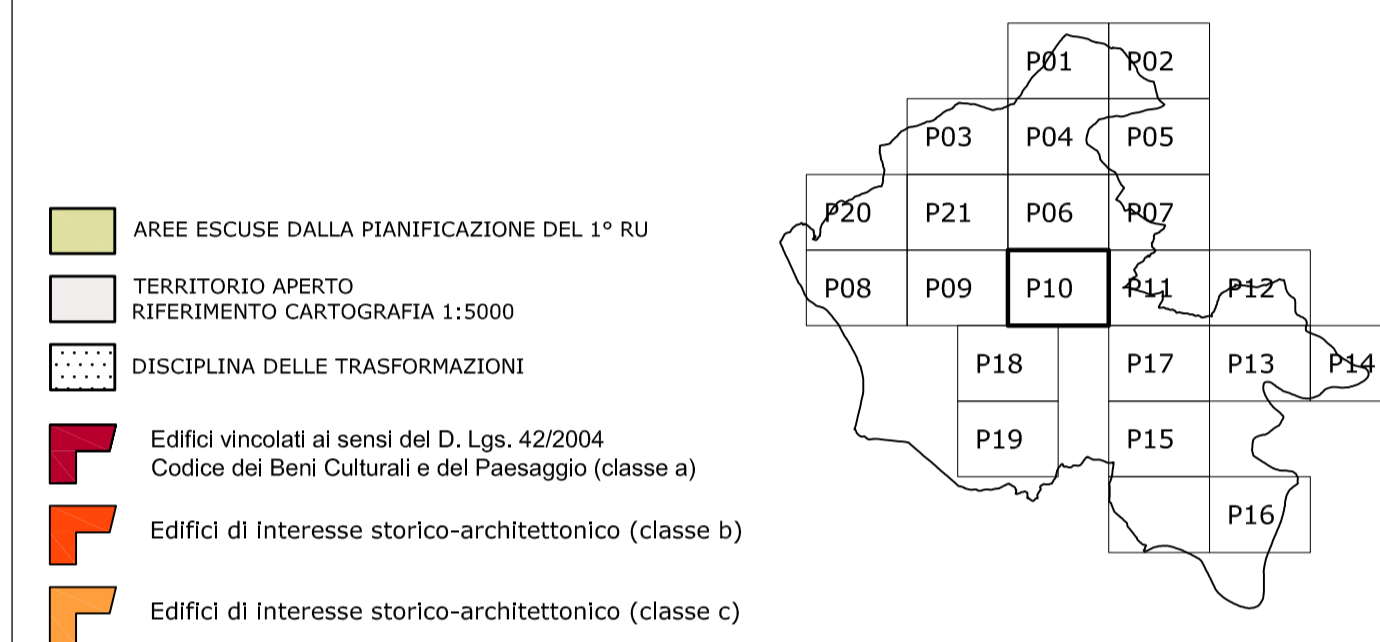 AREE ESCUSE DALLA PIANIFICAZIONE DEL 1° RU
TERRITORIO APERTO
RIFERIMENTO CARTOGRAFIA 1:5000
DISCIPLINA DELLE TRASFORMAZIONI
Edifici vincolati ai sensi del D. Lgs. 42/2004
Codice dei Beni Culturali e del Paesaggio (classe a)
Edifici di interesse storico-architettonico (classe b)
Edifici di interesse storico-architettonico (classe c)
P01 P02
P03 P04 P05
P20 P21 P06 P07
P08 P09 P10 P11 P12
P18 P17 P13 P14
P19 P15
P16